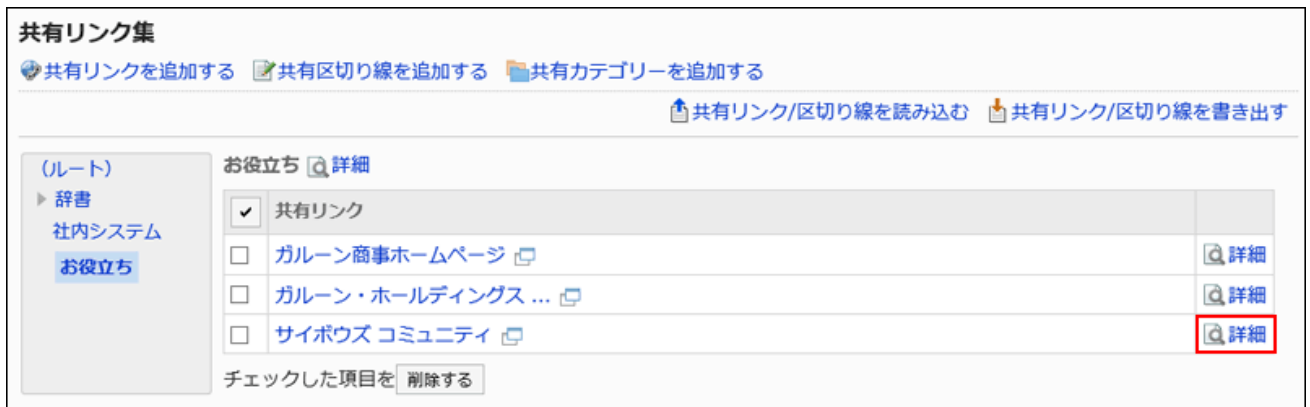 共有リンク集
共有リンクを追加する 共有区切り線を追加する 共有カテゴリーを追加する
共有リンク/区切り線を読み込む 共有リンク/区切り線を書き出す
(ルート)
辞書
社内システム
お役立ち
お役立ち 詳細
共有リンク
ガルーン商事ホームページ 詳細
ガルーン・ホールディングス ... 詳細
サイボウズ コミュニティ 詳細
チェックした項目を 削除する